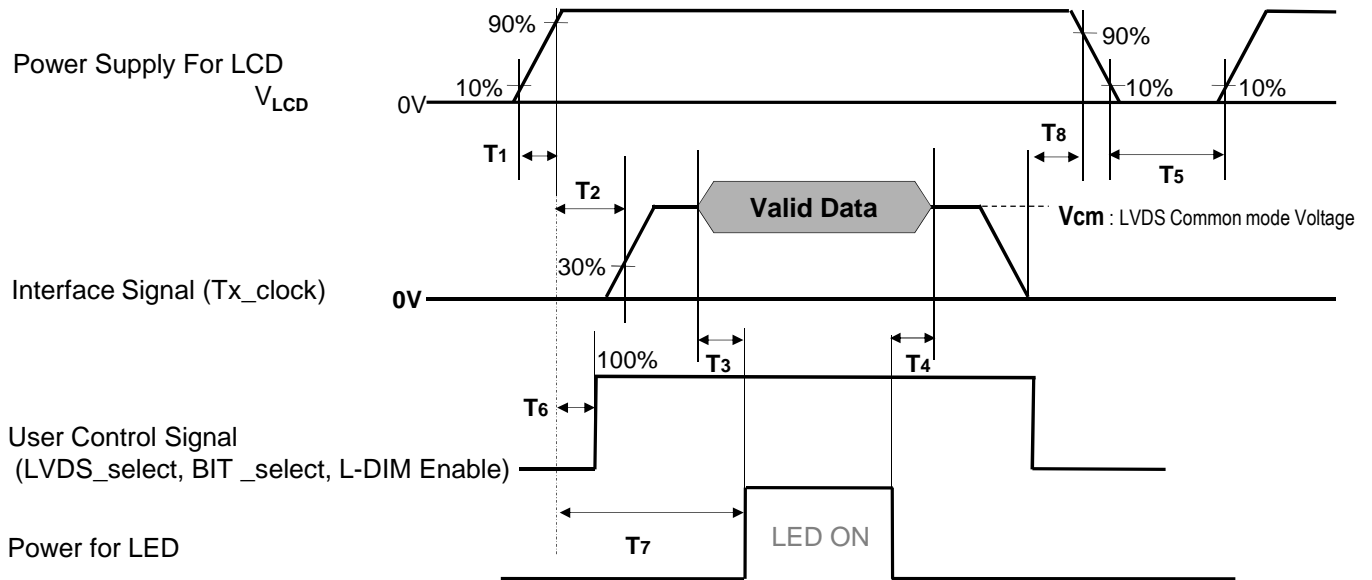 90%
90%
Power Supply For LCD
VLCD
10%
10%
10%
0V
T1
T8
T5
T2
Valid Data
Vcm : LVDS Common mode Voltage
30%
Interface Signal (Tx_clock)
0V
T3
T4
100%
T6
User Control Signal
(LVDS_select, BIT _select, L-DIM Enable)
T7
LED ON
Power for LED